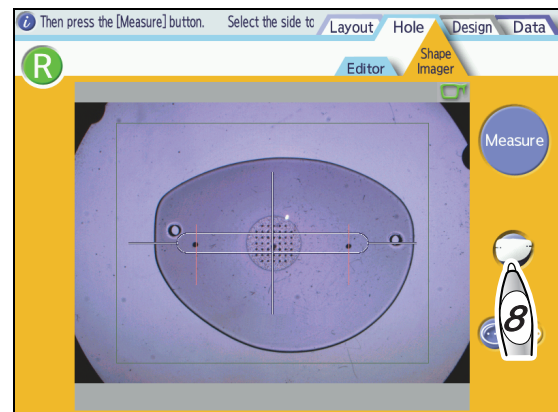 Then press the [Measure] button. Select the side to
Layout Hole Design Data
R
Editor Shape Imager
Measure
8